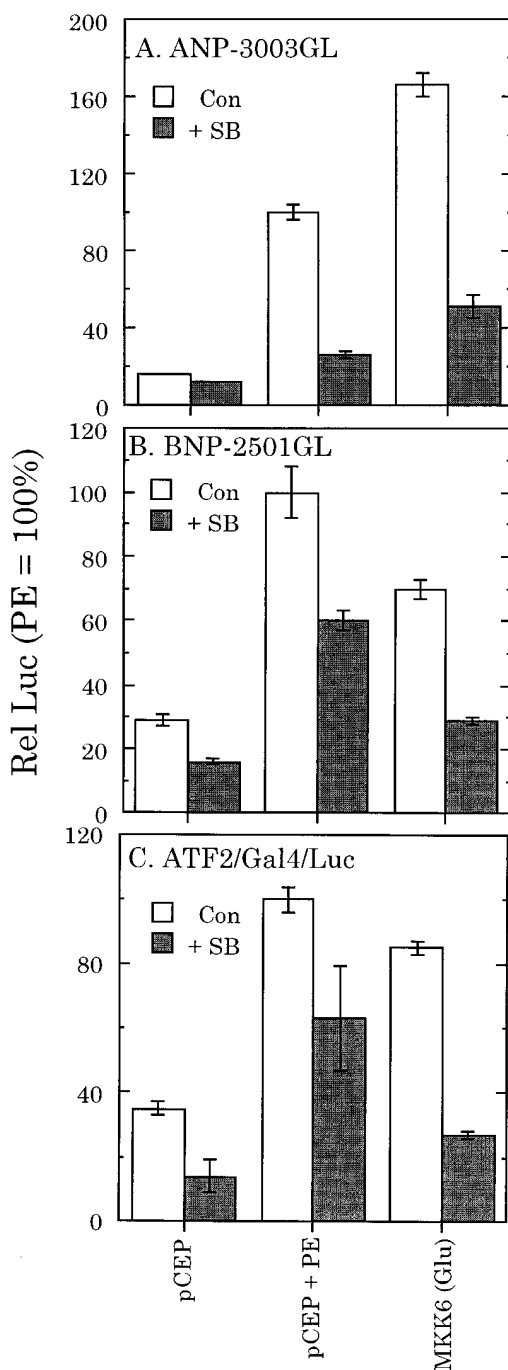 Rel Luc (PE = 100%)
A. ANP-3003GL
Con
+ SB
200
160
120
80
40
0
B. BNP-2501GL
Con
+ SB
120
100
80
60
40
20
0
C. ATF2/Gal4/Luc
Con
+ SB
120
80
40
0
pCEP
pCEP + PE
MKK6 (Glu)